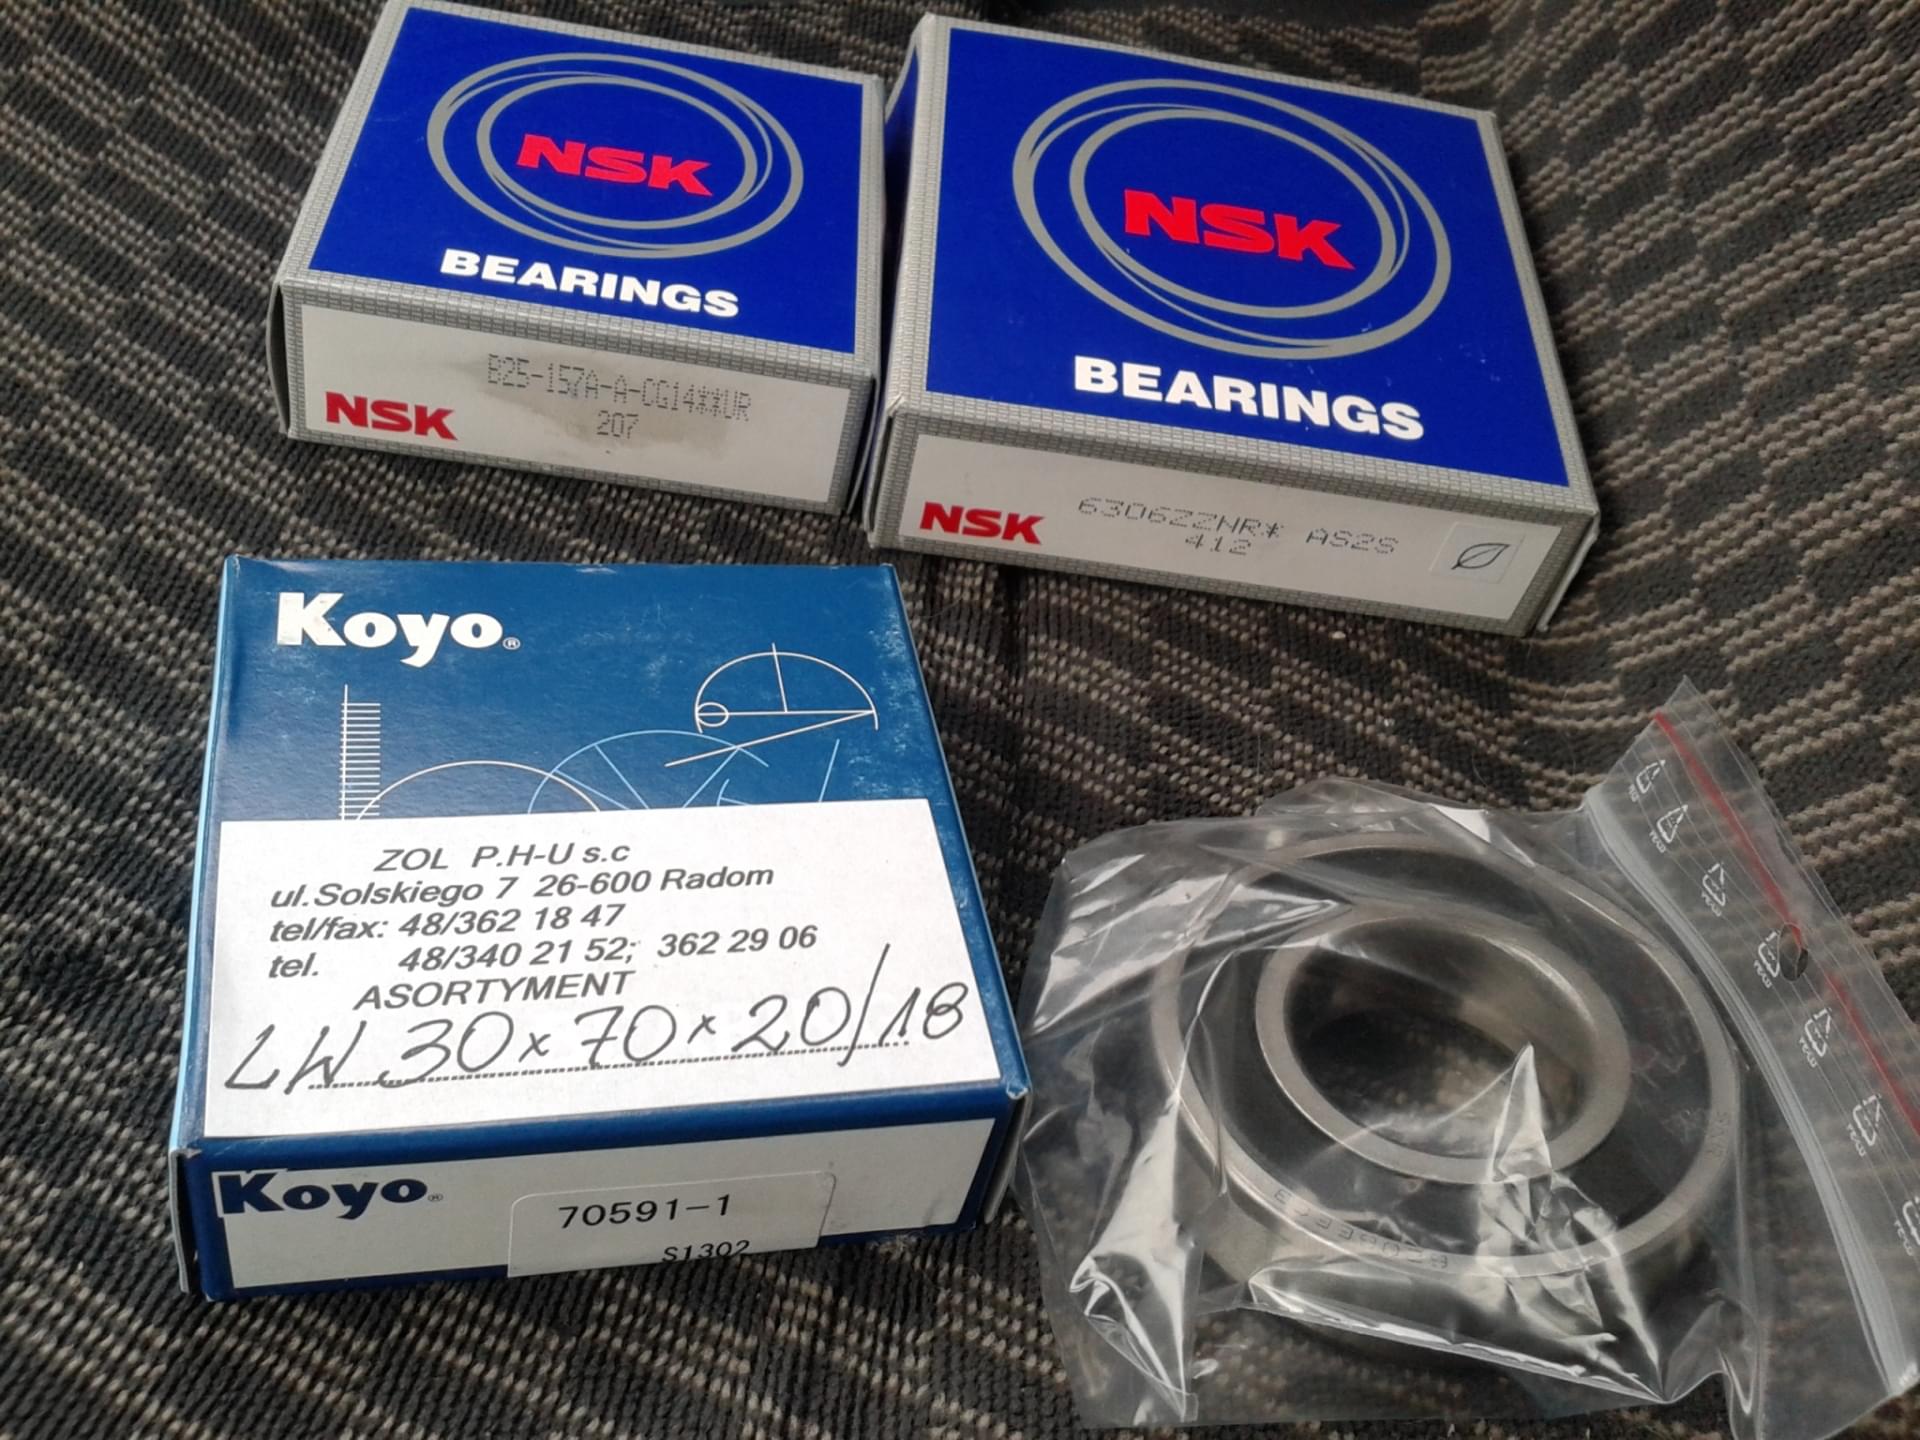 NSK
BEARINGS
NSK
B25-157A-A-CG14**UR
207
NSK
BEARINGS
NSK
6306ZZNR* AS2S
412
Koyo®
ZOL P.H-U s.c
ul.Solskiego 7 26-600 Radom
tel/fax: 48/362 18 47
tel. 48/340 21 52; 362 29 06
ASORTYMENT
LW 30x70x20/18
Koyo®
70591-1
S1302